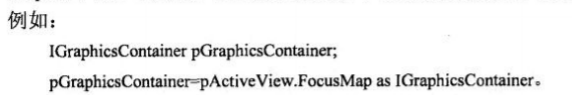 例如：
IGraphicsContainer pGraphicsContainer;
pGraphicsContainer=pActiveView.FocusMap as IGraphicsContainer。